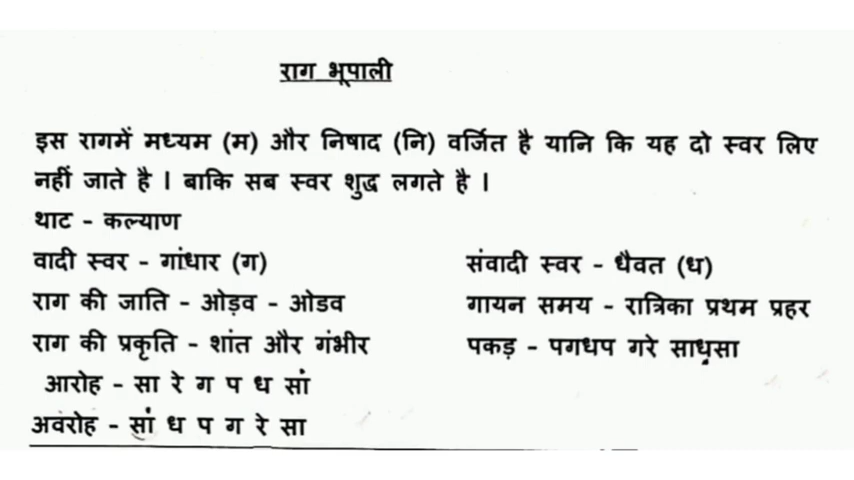 राग भूपाली
इस रागमें मध्यम (म) और निषाद (नि) वर्जित है यानि कि यह दो स्वर लिए
नहीं जाते है । बाकि सब स्वर शुद्ध लगते है ।
थाट - कल्याण
वादी स्वर - गांधार (ग) संवादी स्वर - धैवत (ध)
राग की जाति - ओड़व - ओडव गायन समय - रात्रिका प्रथम प्रहर
राग की प्रकृति - शांत और गंभीर पकड़ - पगधप गरे साध़सा
आरोह - सा रे ग प ध सां
अवरोह - सां ध प ग रे सा